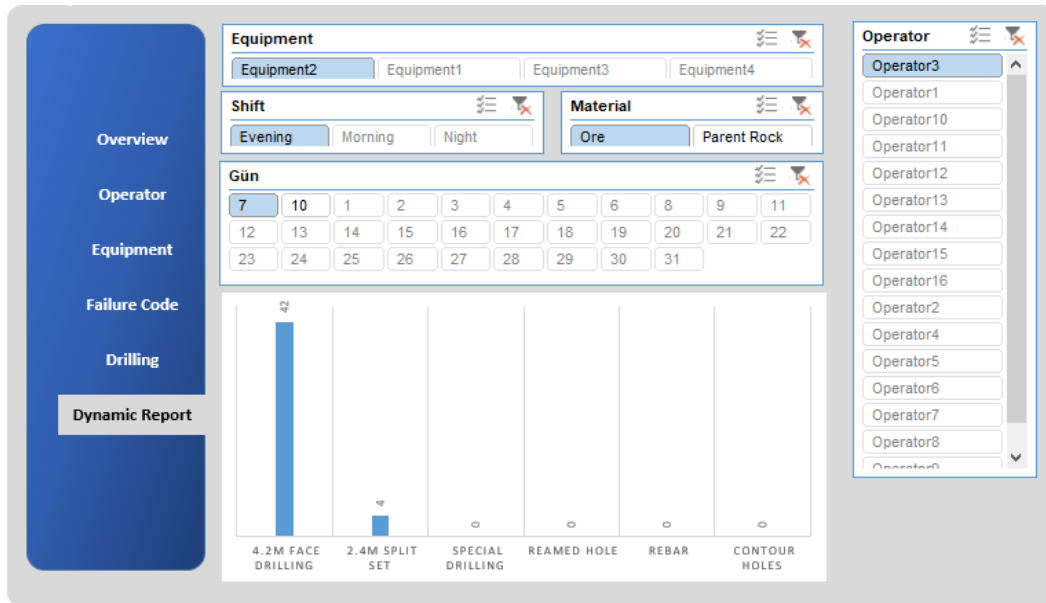 Overview
Operator
Equipment
Failure Code
Drilling
Dynamic Report
Equipment
Equipment2 Equipment1 Equipment3 Equipment4
Shift
Evening Morning Night
Material
Ore Parent Rock
Gün
7 10 1 2 3 4 5 6 8 9 11
12 13 14 15 16 17 18 19 20 21 22
23 24 25 26 27 28 29 30 31
42
4
0
0
0
0
4.2M FACE DRILLING
2.4M SPLIT SET
SPECIAL DRILLING
REAMED HOLE
REBAR
CONTOUR HOLES
Operator
Operator3
Operator1
Operator10
Operator11
Operator12
Operator13
Operator14
Operator15
Operator16
Operator2
Operator4
Operator5
Operator6
Operator7
Operator8
Operator9